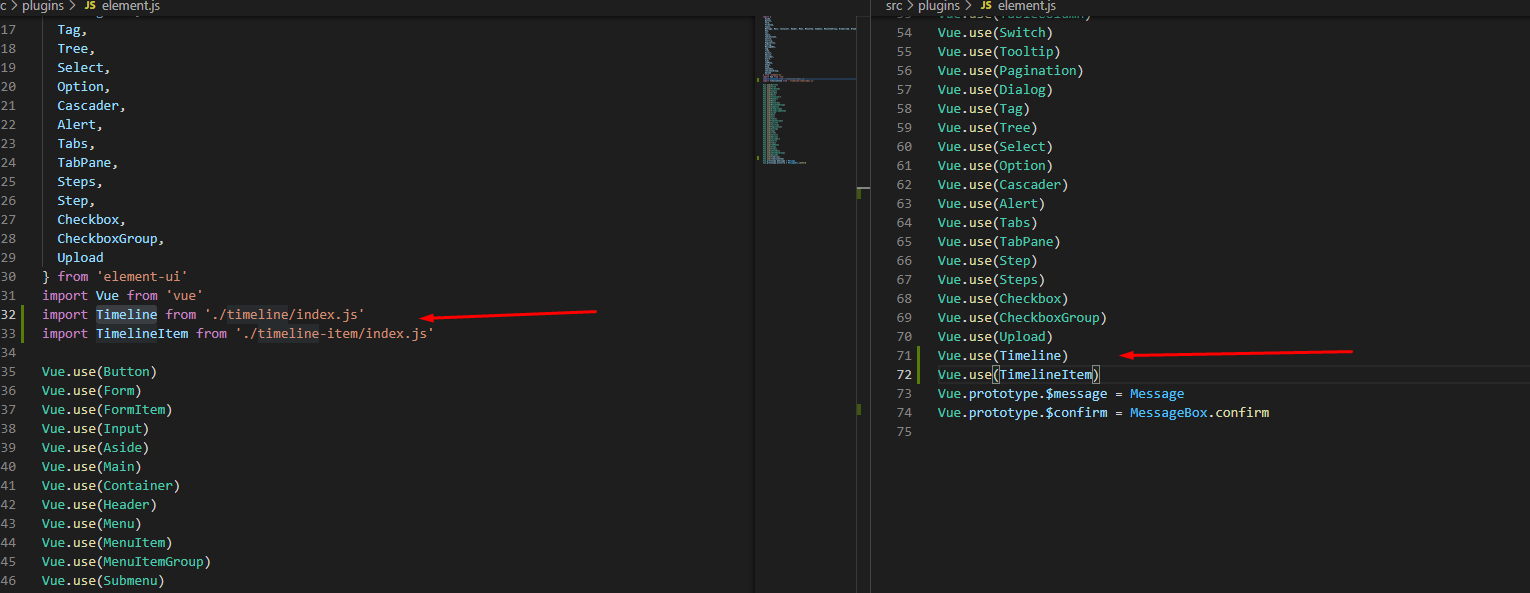 c > plugins > JS element.js
17 Tag,
18 Tree,
19 Select,
20 Option,
21 Cascader,
22 Alert,
23 Tabs,
24 TabPane,
25 Steps,
26 Step,
27 Checkbox,
28 CheckboxGroup,
29 Upload
30 } from 'element-ui'
31 import Vue from 'vue'
32 import Timeline from './timeline/index.js'
33 import TimelineItem from './timeline-item/index.js'
34
35 Vue.use(Button)
36 Vue.use(Form)
37 Vue.use(FormItem)
38 Vue.use(Input)
39 Vue.use(Aside)
40 Vue.use(Main)
41 Vue.use(Container)
42 Vue.use(Header)
43 Vue.use(Menu)
44 Vue.use(MenuItem)
45 Vue.use(MenuItemGroup)
46 Vue.use(Submenu)
src > plugins > JS element.js
53 Vue.use(TableColumn)
54 Vue.use(Switch)
55 Vue.use(Tooltip)
56 Vue.use(Pagination)
57 Vue.use(Dialog)
58 Vue.use(Tag)
59 Vue.use(Tree)
60 Vue.use(Select)
61 Vue.use(Option)
62 Vue.use(Cascader)
63 Vue.use(Alert)
64 Vue.use(Tabs)
65 Vue.use(TabPane)
66 Vue.use(Step)
67 Vue.use(Steps)
68 Vue.use(Checkbox)
69 Vue.use(CheckboxGroup)
70 Vue.use(Upload)
71 Vue.use(Timeline)
72 Vue.use(TimelineItem)
73 Vue.prototype.$message = Message
74 Vue.prototype.$confirm = MessageBox.confirm
75